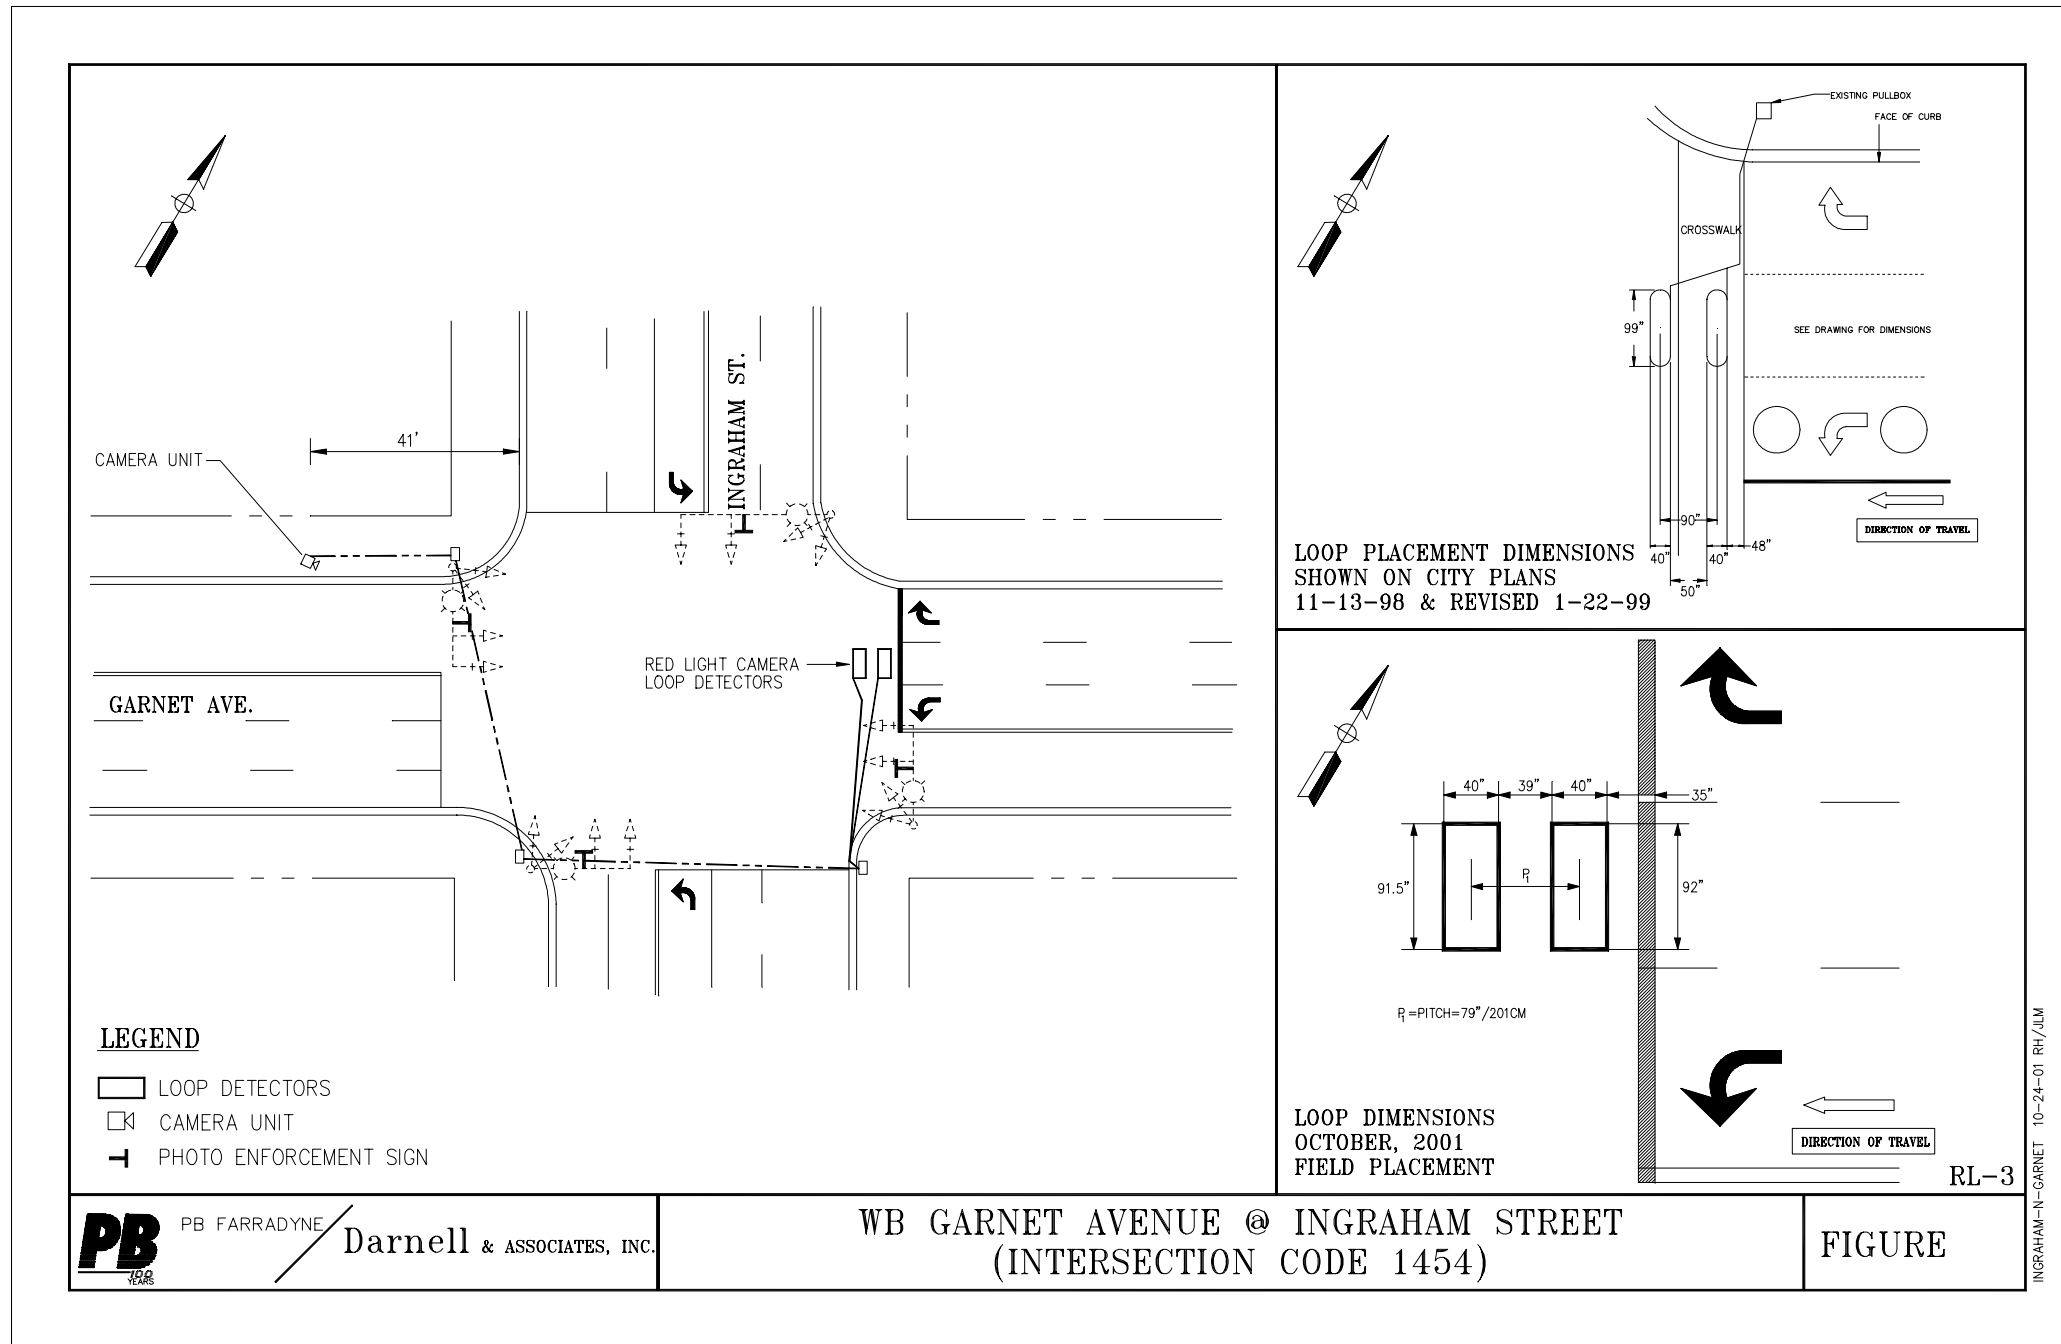 CAMERA UNIT
41'
INGRAHAM ST.
RED LIGHT CAMERA
LOOP DETECTORS
GARNET AVE.
LEGEND
LOOP DETECTORS
CAMERA UNIT
PHOTO ENFORCEMENT SIGN
EXISTING PULLBOX
FACE OF CURB
CROSSWALK
99"
SEE DRAWING FOR DIMENSIONS
90"
DIRECTION OF TRAVEL
40"
40"
48"
50"
LOOP PLACEMENT DIMENSIONS
SHOWN ON CITY PLANS
11-13-98 & REVISED 1-22-99
40"
39"
40"
35"
91.5"
P1
92"
P1=PITCH=79"/201CM
LOOP DIMENSIONS
OCTOBER, 2001
FIELD PLACEMENT
DIRECTION OF TRAVEL
RL-3
PB
100
YEARS
PB FARRADYNE
Darnell & ASSOCIATES, INC.
WB GARNET AVENUE @ INGRAHAM STREET
(INTERSECTION CODE 1454)
FIGURE
INGRAHAM-N-GARNET 10-24-01 RH/JLM